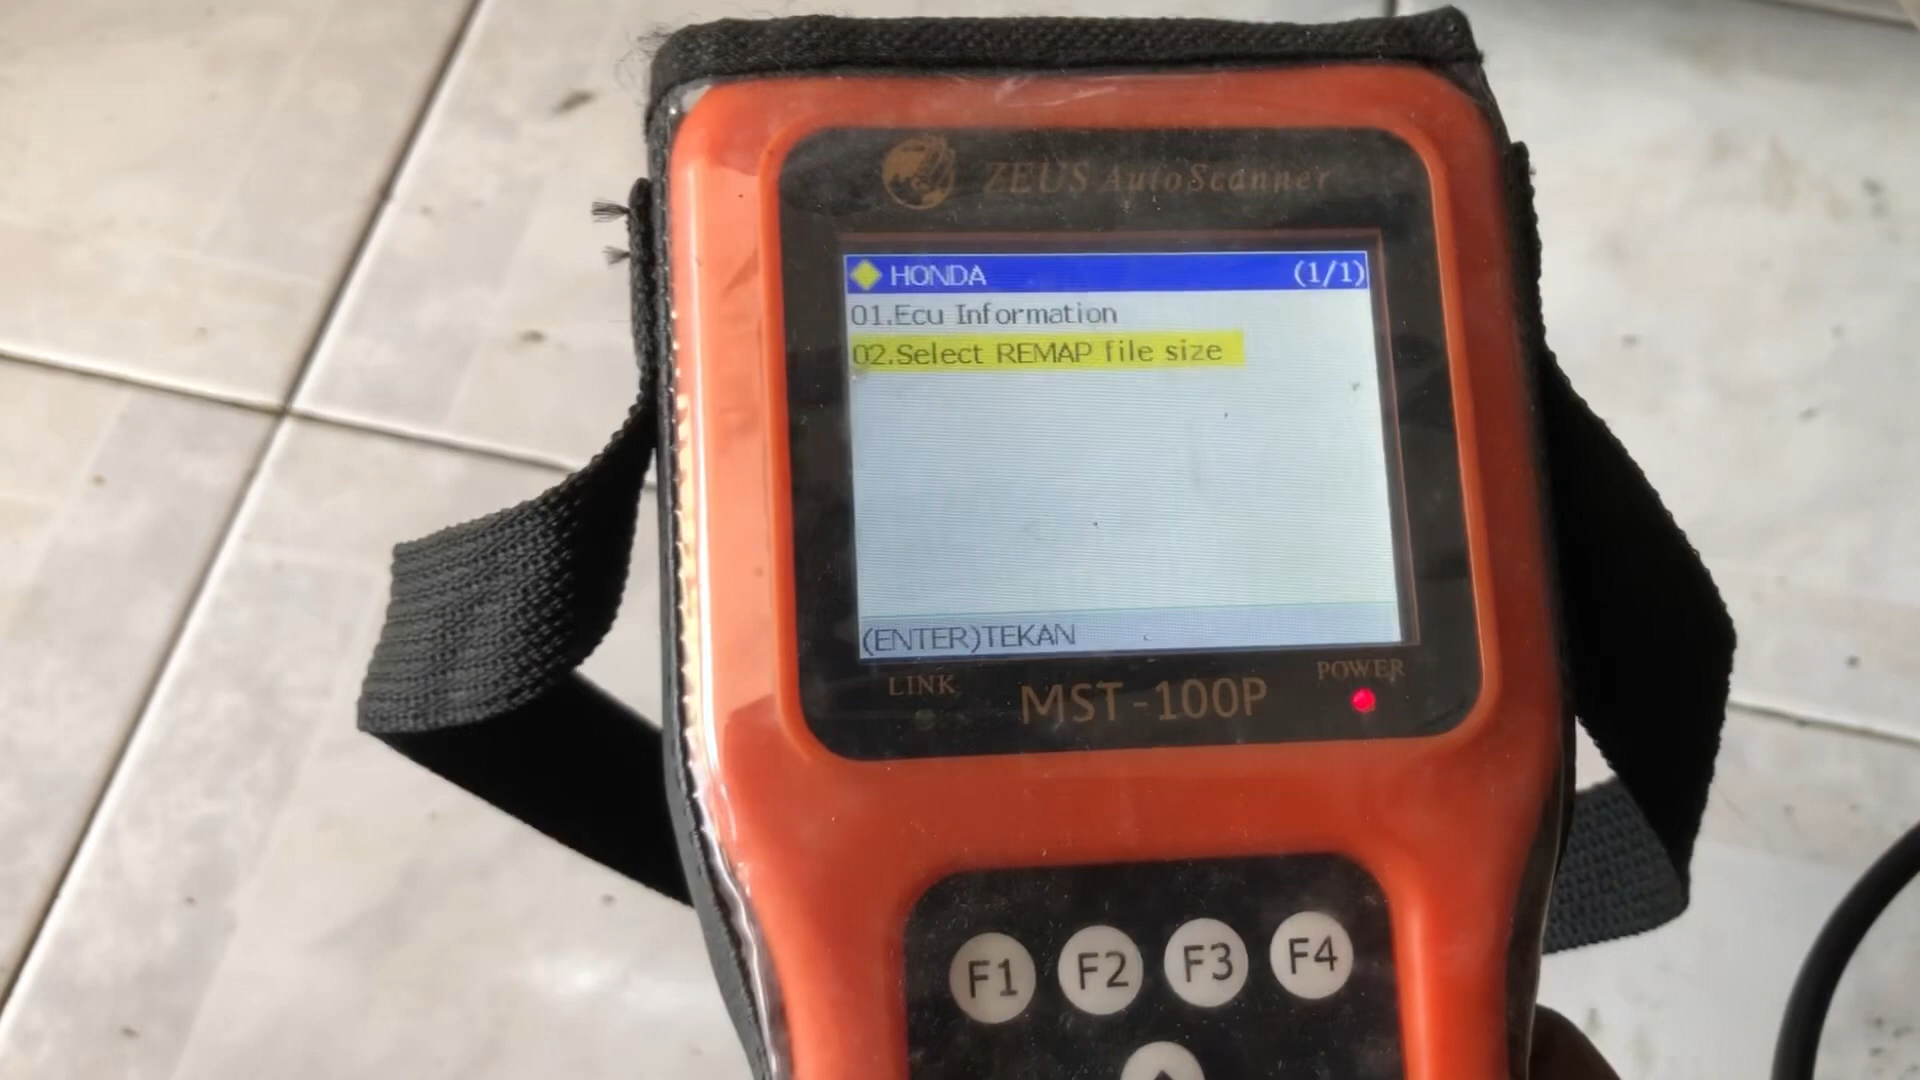 ZEUS AutoScanner
HONDA (1/1)
01.Ecu Information
02.Select REMAP file size
(ENTER)TEKAN
LINK MST-100P POWER
F1 F2 F3 F4